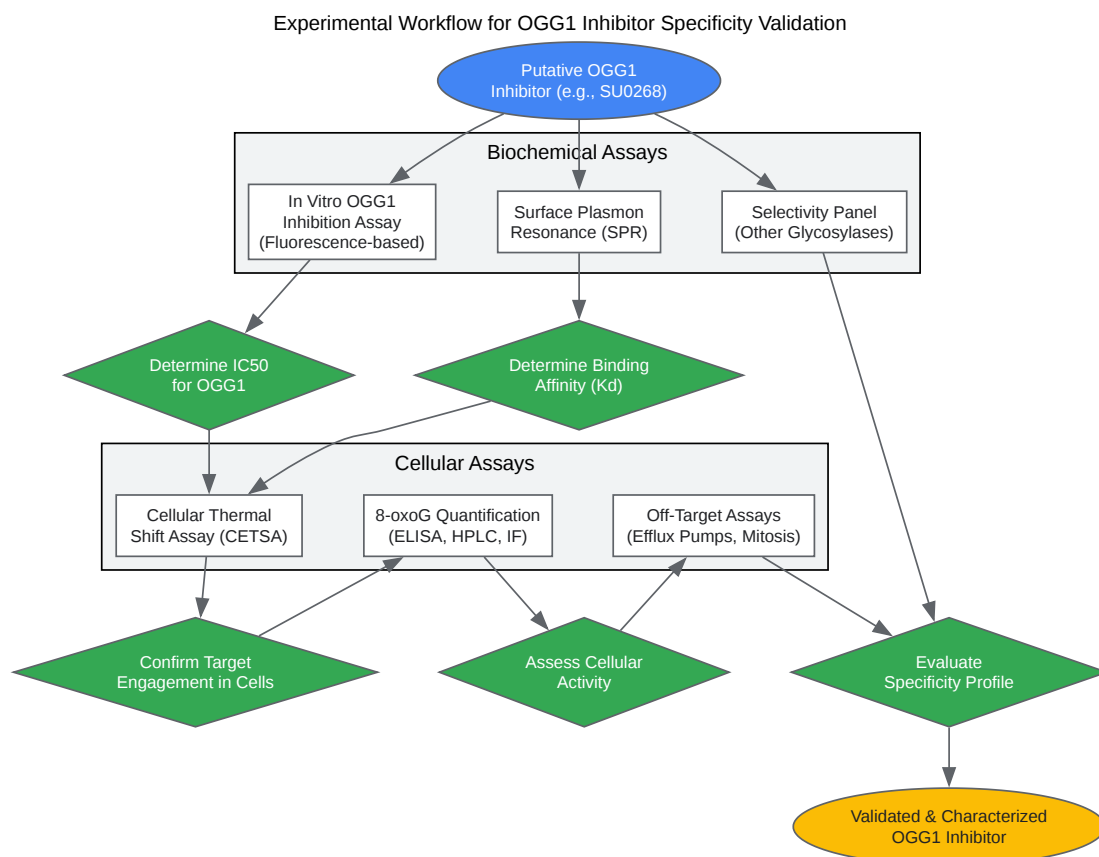 Experimental Workflow for OGG1 Inhibitor Specificity Validation
Putative OGG1
Inhibitor (e.g., SU0268)
Biochemical Assays
In Vitro OGG1
Inhibition Assay
(Fluorescence-based)
Surface Plasmon
Resonance (SPR)
Selectivity Panel
(Other Glycosylases)
Determine IC50
for OGG1
Determine Binding
Affinity (Kd)
Cellular Assays
Cellular Thermal
Shift Assay (CETSA)
8-oxoG Quantification
(ELISA, HPLC, IF)
Off-Target Assays
(Efflux Pumps, Mitosis)
Confirm Target
Engagement in Cells
Assess Cellular
Activity
Evaluate
Specificity Profile
Validated & Characterized
OGG1 Inhibitor